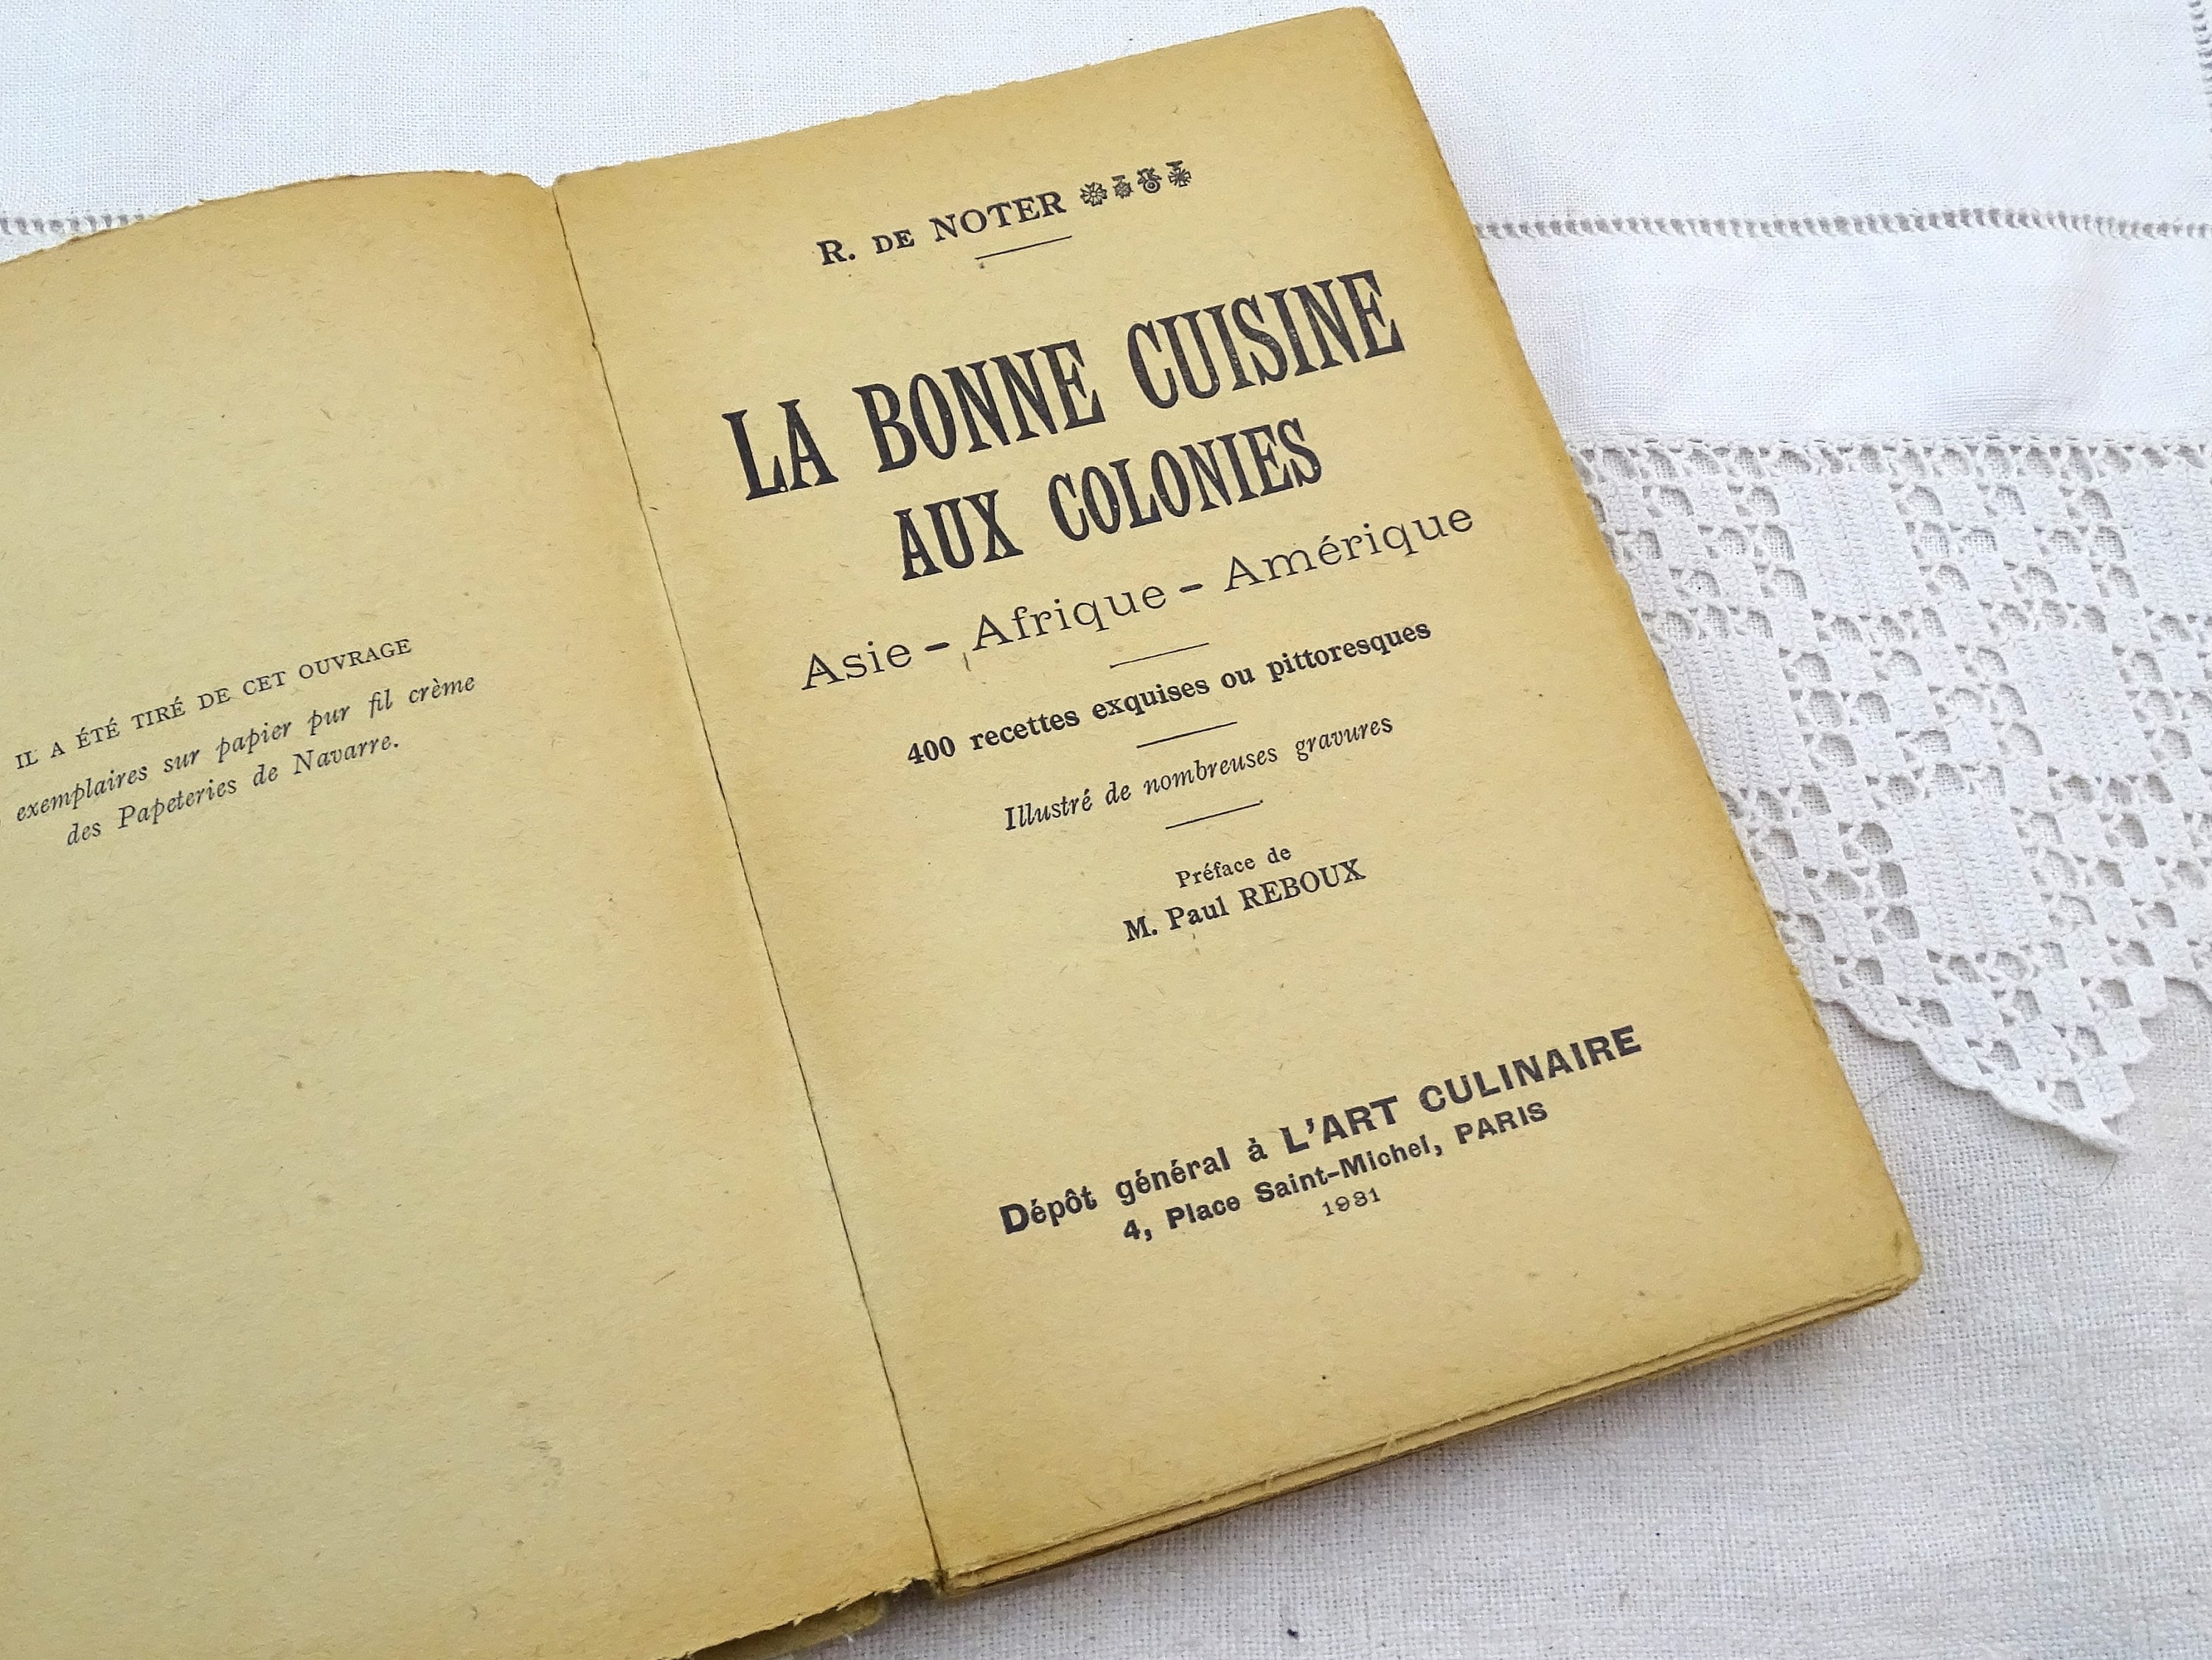 IL A ÉTÉ TIRÉ DE CET OUVRAGE
exemplaires sur papier pur fil crème
des Papeteries de Navarre.
R. DE NOTER
LA BONNE CUISINE
AUX COLONIES
Asie - Afrique - Amérique
400 recettes exquises ou pittoresques
Illustré de nombreuses gravures
Préface de
M. Paul REBOUX
Dépôt général à L'ART CULINAIRE
4, Place Saint-Michel, PARIS
1931